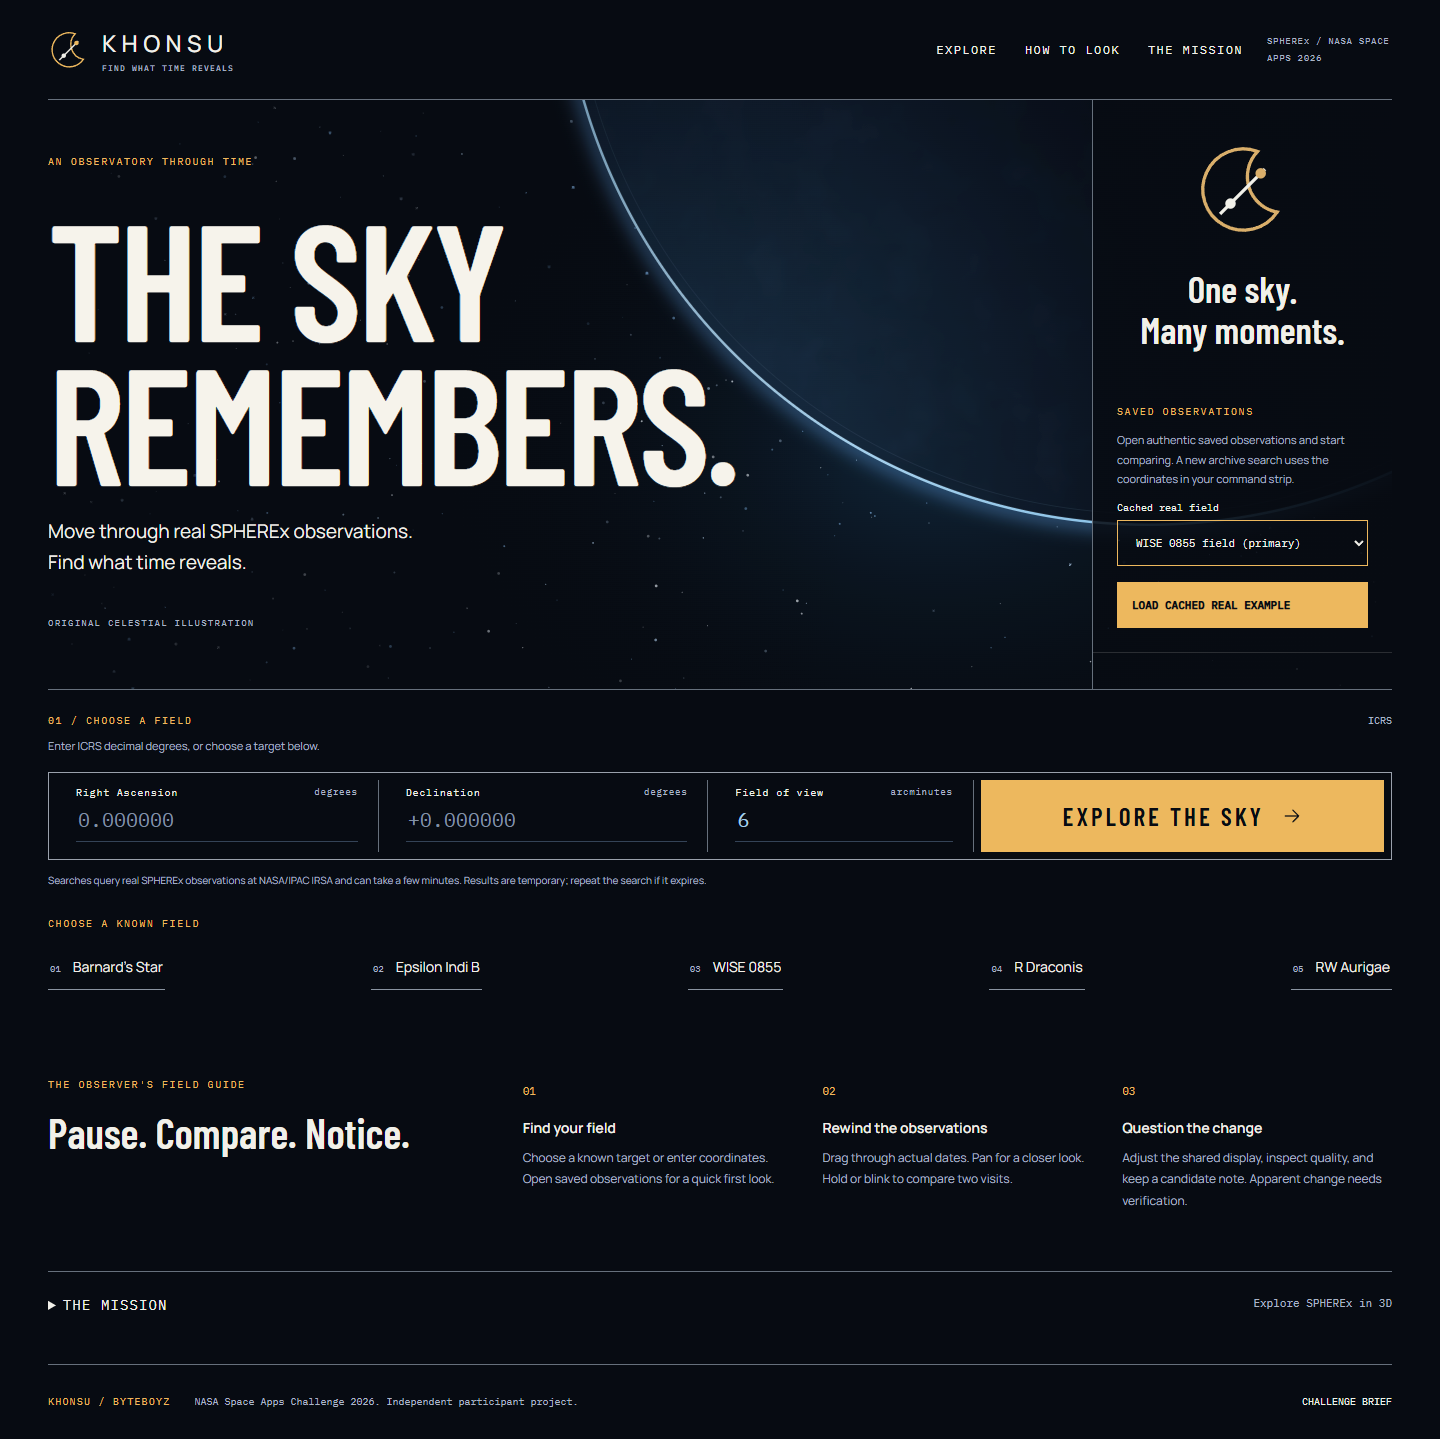 KHONSU
FIND WHAT TIME REVEALS
EXPLORE
HOW TO LOOK
THE MISSION
SPHEREx / NASA SPACE
APPS 2026
AN OBSERVATORY THROUGH TIME
THE SKY
REMEMBERS.
Move through real SPHEREx observations.
Find what time reveals.
ORIGINAL CELESTIAL ILLUSTRATION
One sky.
Many moments.
SAVED OBSERVATIONS
Open authentic saved observations and start
comparing. A new archive search uses the
coordinates in your command strip.
Cached real field
WISE 0855 field (primary)
LOAD CACHED REAL EXAMPLE
01 / CHOOSE A FIELD
ICRS
Enter ICRS decimal degrees, or choose a target below.
Right Ascension degrees
0.000000
Declination degrees
+0.000000
Field of view arcminutes
6
EXPLORE THE SKY →
Searches query real SPHEREx observations at NASA/IPAC IRSA and can take a few minutes. Results are temporary; repeat the search if it expires.
CHOOSE A KNOWN FIELD
01 Barnard's Star
02 Epsilon Indi B
03 WISE 0855
04 R Draconis
05 RW Aurigae
THE OBSERVER'S FIELD GUIDE
Pause. Compare. Notice.
01
Find your field
Choose a known target or enter coordinates.
Open saved observations for a quick first look.
02
Rewind the observations
Drag through actual dates. Pan for a closer look.
Hold or blink to compare two visits.
03
Question the change
Adjust the shared display, inspect quality, and
keep a candidate note. Apparent change needs
verification.
THE MISSION
Explore SPHEREx in 3D
KHONSU / BYTEBOYZ
NASA Space Apps Challenge 2026. Independent participant project.
CHALLENGE BRIEF